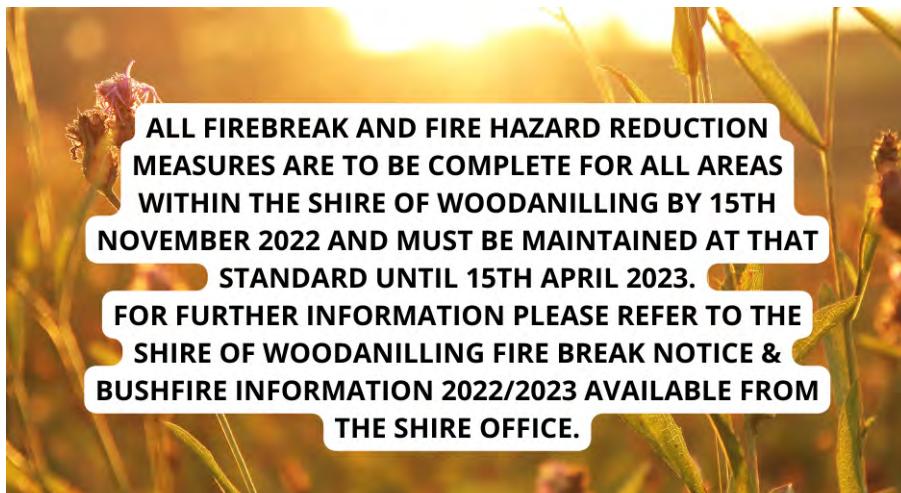 ALL FIREBREAK AND FIRE HAZARD REDUCTION
MEASURES ARE TO BE COMPLETE FOR ALL AREAS
WITHIN THE SHIRE OF WOODANILLING BY 15TH
NOVEMBER 2022 AND MUST BE MAINTAINED AT THAT
STANDARD UNTIL 15TH APRIL 2023.
FOR FURTHER INFORMATION PLEASE REFER TO THE
SHIRE OF WOODANILLING FIRE BREAK NOTICE &
BUSHFIRE INFORMATION 2022/2023 AVAILABLE FROM
THE SHIRE OFFICE.